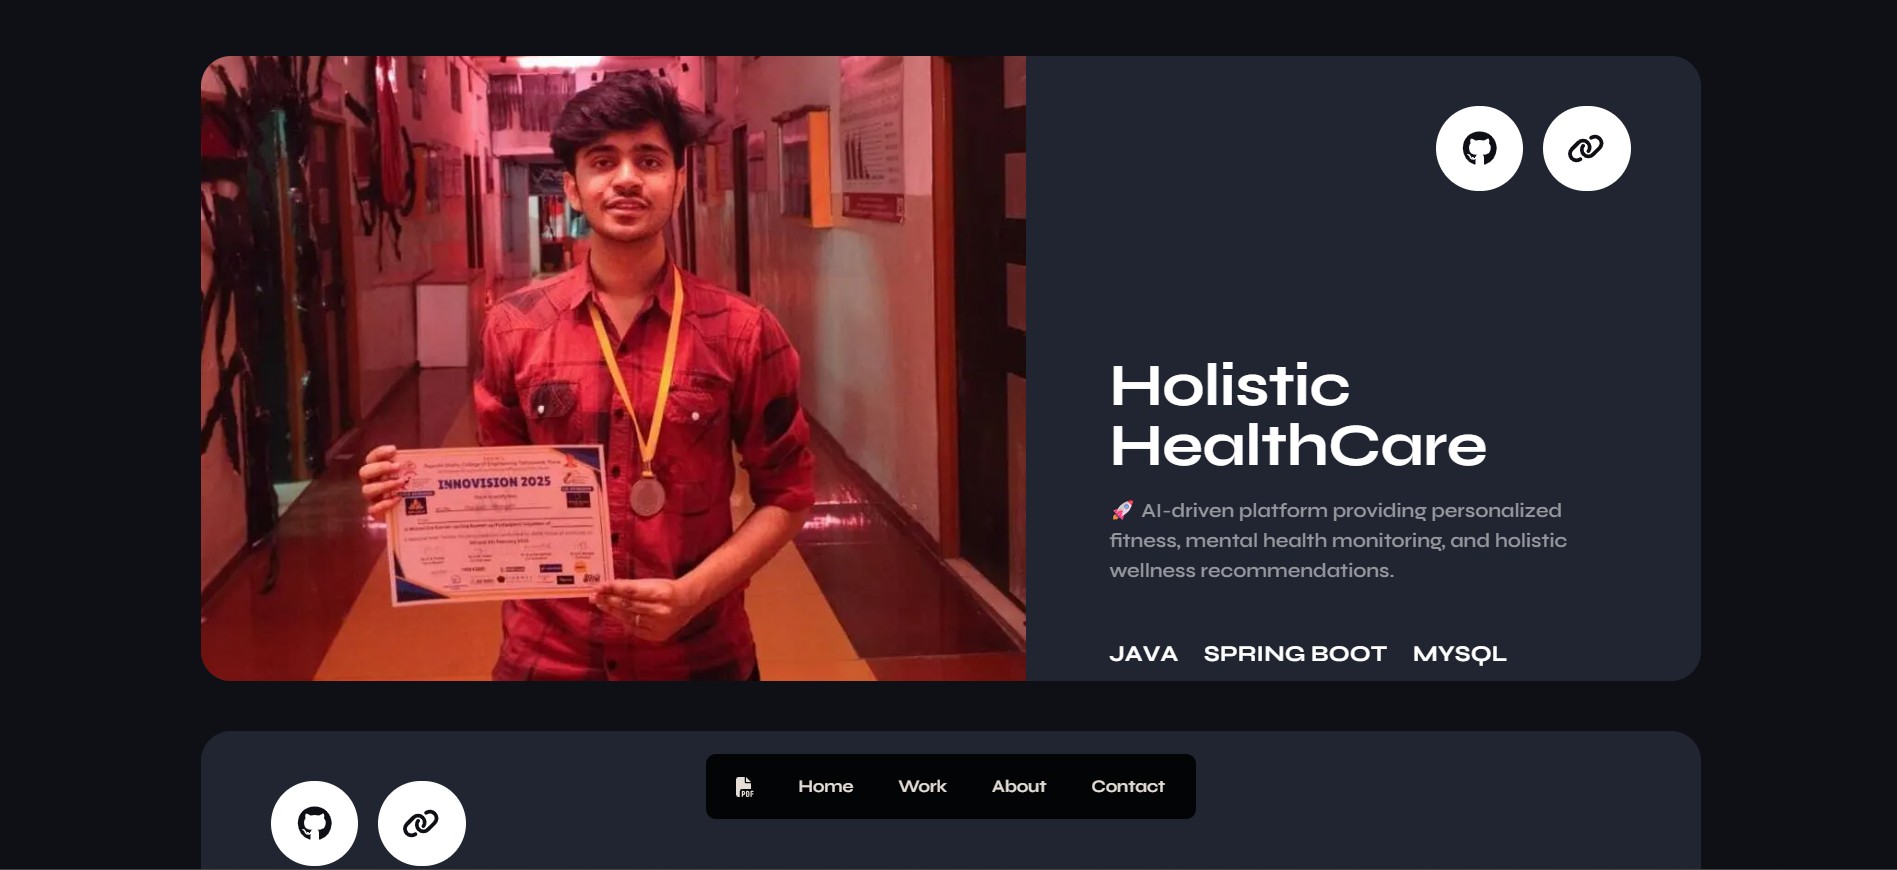 INNOVISION 2025
Holistic
HealthCare
🚀 AI-driven platform providing personalized
fitness, mental health monitoring, and holistic
wellness recommendations.
JAVA SPRING BOOT MYSQL
PDF Home Work About Contact